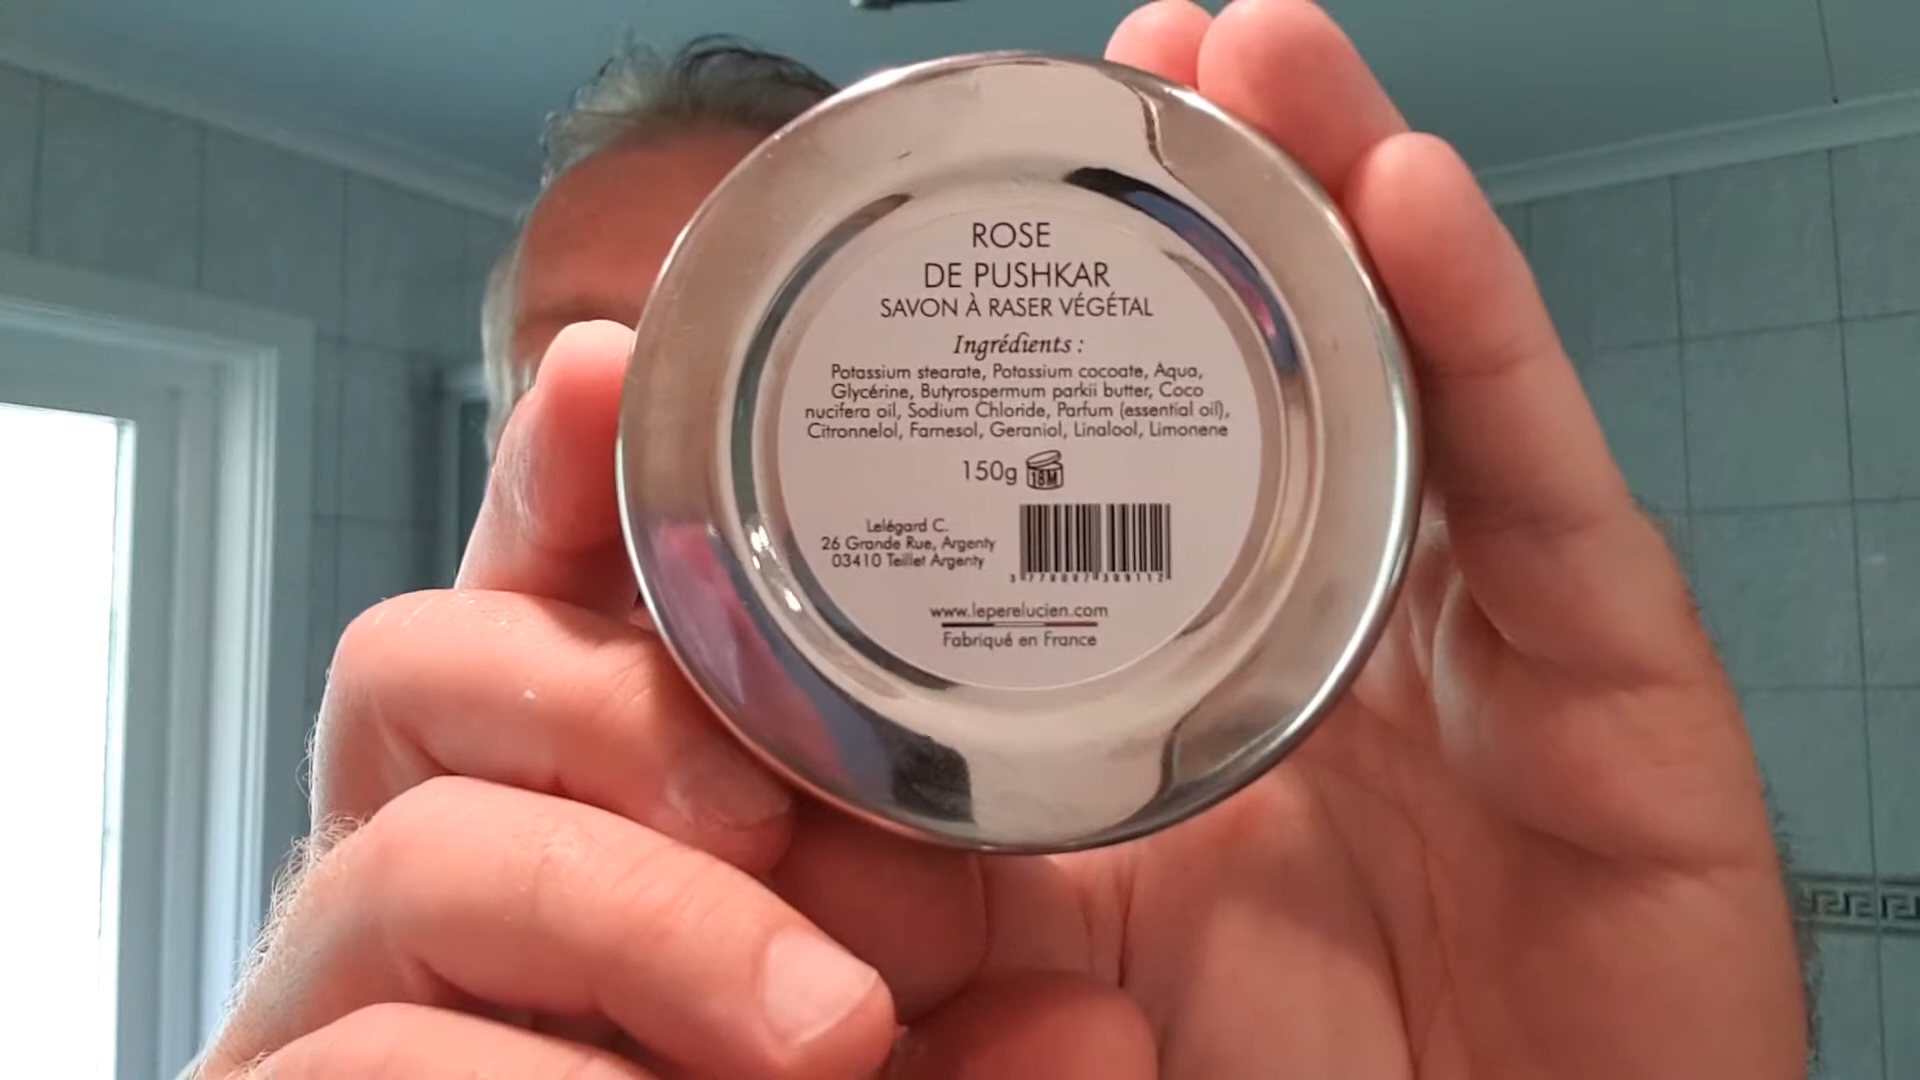 ROSE
DE PUSHKAR
SAVON À RASER VÉGÉTAL
Ingrédients :
Potassium stearate, Potassium cocoate, Aqua,
Glycérine, Butyrospermum parkii butter, Coco
nucifera oil, Sodium Chloride, Parfum (essential oil),
Citronnelol, Farnesol, Geraniol, Linalool, Limonene
150g 18M
Lelégard C.
26 Grande Rue, Argenty
03410 Teillet Argenty
www.leperelucien.com
Fabriqué en France